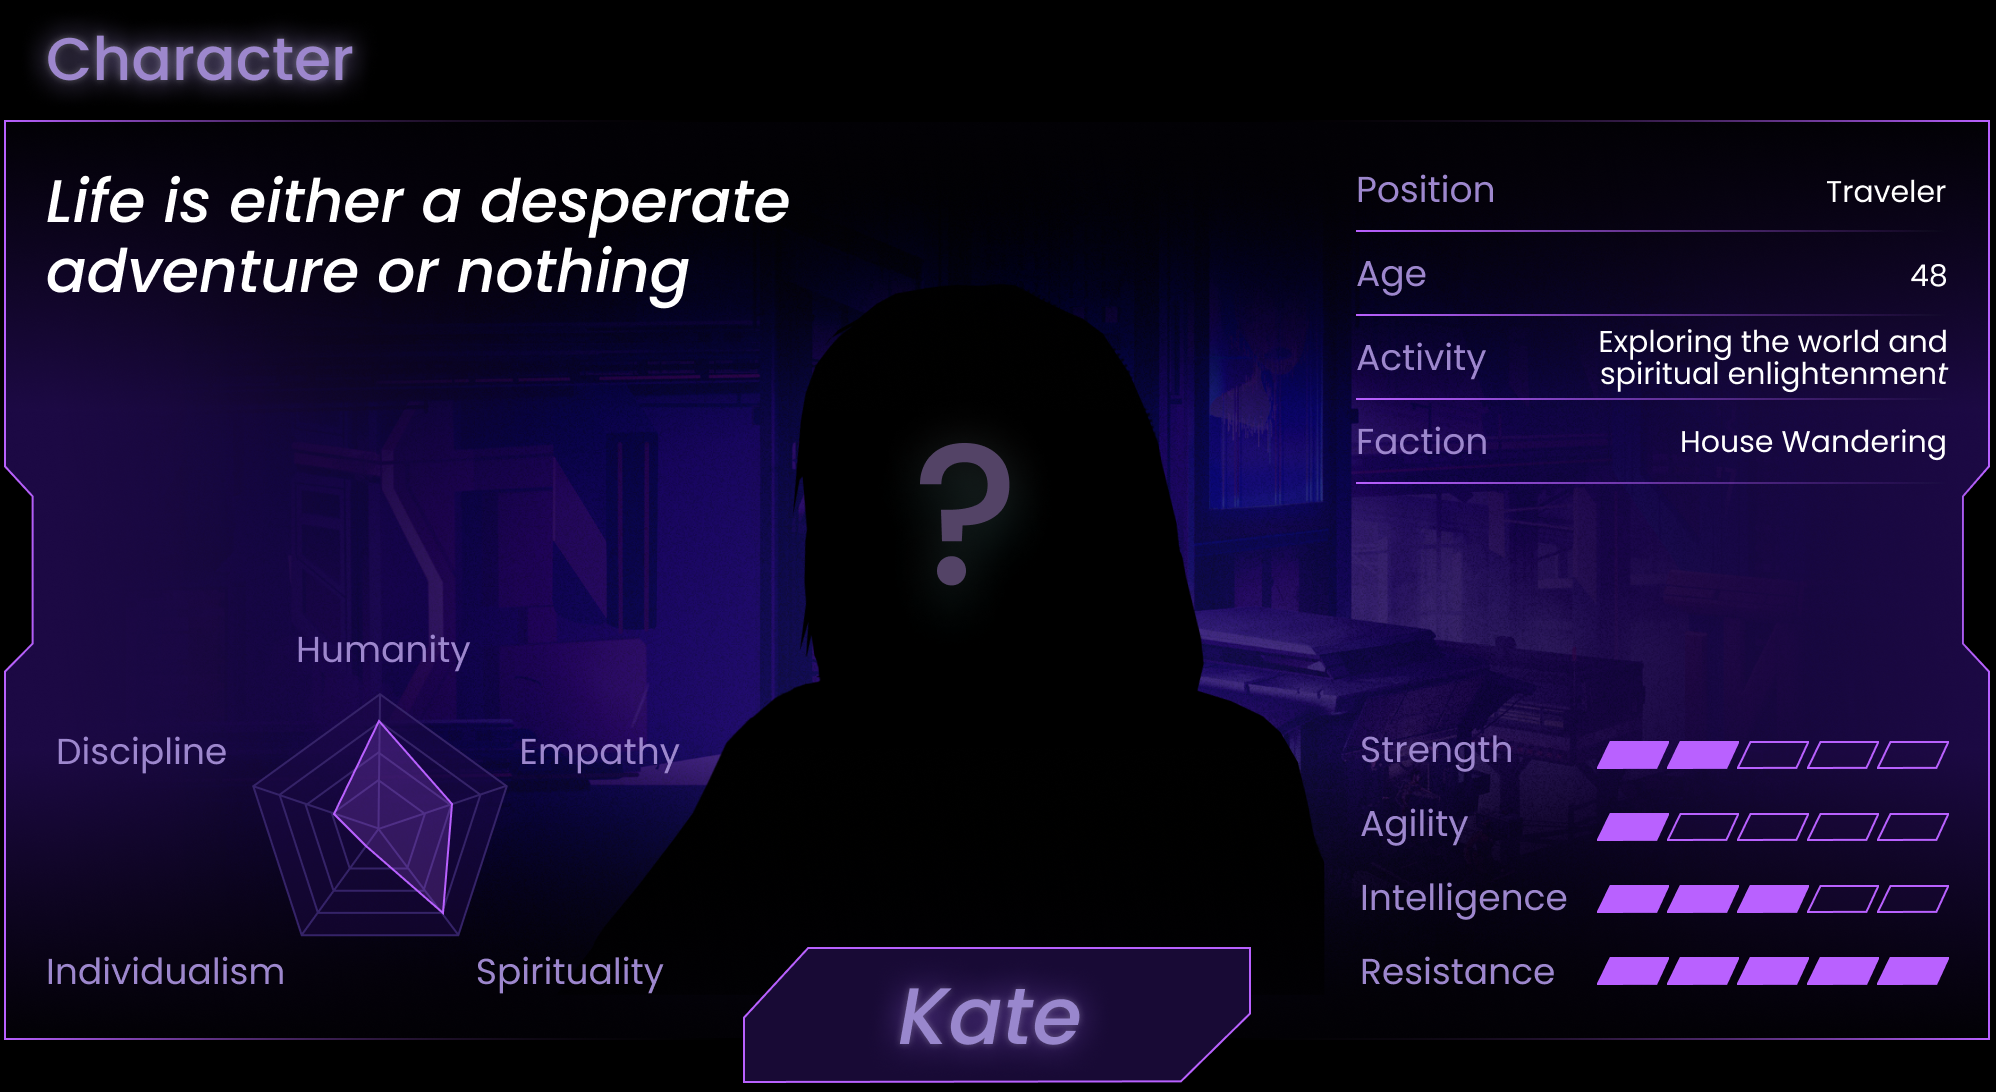 Character
Life is either a desperate
adventure or nothing
Position Traveler
Age 48
Activity Exploring the world and
spiritual enlightenment
Faction House Wandering
?
Humanity
Discipline
Empathy
Individualism
Spirituality
Strength
Agility
Intelligence
Resistance
Kate